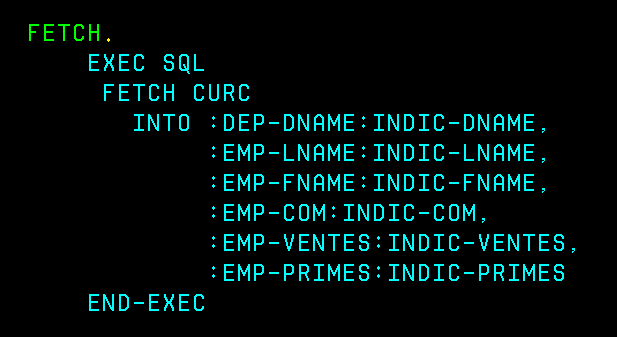 FETCH.
EXEC SQL
FETCH CURC
INTO :DEP-DNAME:INDIC-DNAME,
:EMP-LNAME:INDIC-LNAME,
:EMP-FNAME:INDIC-FNAME,
:EMP-COM:INDIC-COM,
:EMP-VENTES:INDIC-VENTES,
:EMP-PRIMES:INDIC-PRIMES
END-EXEC